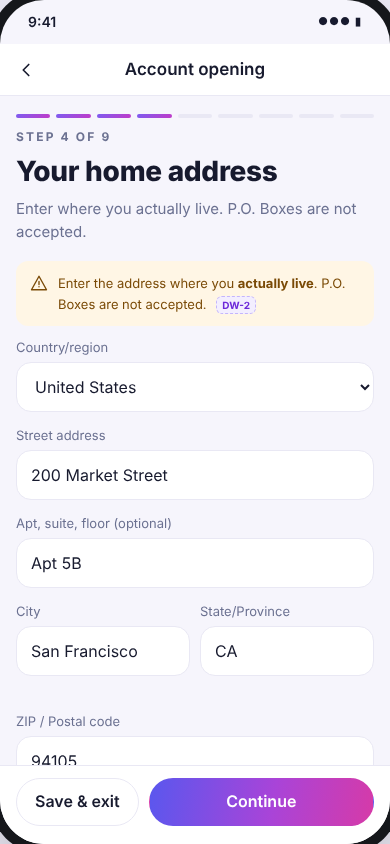 9:41
Account opening
STEP 4 OF 9
Your home address
Enter where you actually live. P.O. Boxes are not
accepted.
Enter the address where you actually live. P.O.
Boxes are not accepted. DW-2
Country/region
United States
Street address
200 Market Street
Apt, suite, floor (optional)
Apt 5B
City State/Province
San Francisco CA
ZIP / Postal code
94105
Save & exit Continue